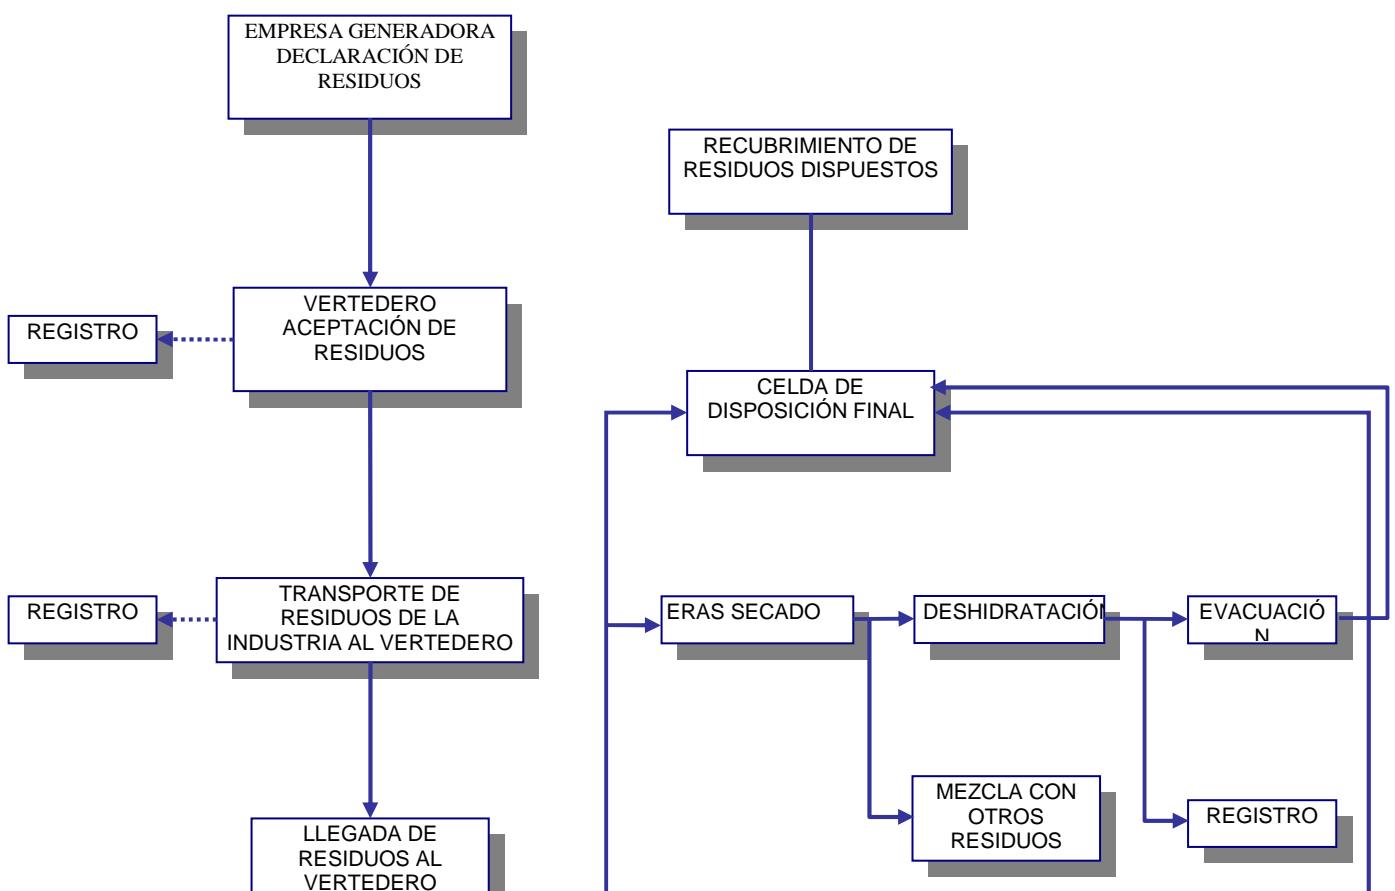 EMPRESA GENERADORA
DECLARACIÓN DE
RESIDUOS
RECUBRIMIENTO DE
RESIDUOS DISPUESTOS
VERTEDERO
ACEPTACIÓN DE
RESIDUOS
REGISTRO
CELDA DE
DISPOSICIÓN FINAL
TRANSPORTE DE
RESIDUOS DE LA
INDUSTRIA AL VERTEDERO
REGISTRO
ERAS SECADO
DESHIDRATACIÓN
EVACUACIÓ
N
MEZCLA CON
OTROS
RESIDUOS
REGISTRO
LLEGADA DE
RESIDUOS AL
VERTEDERO